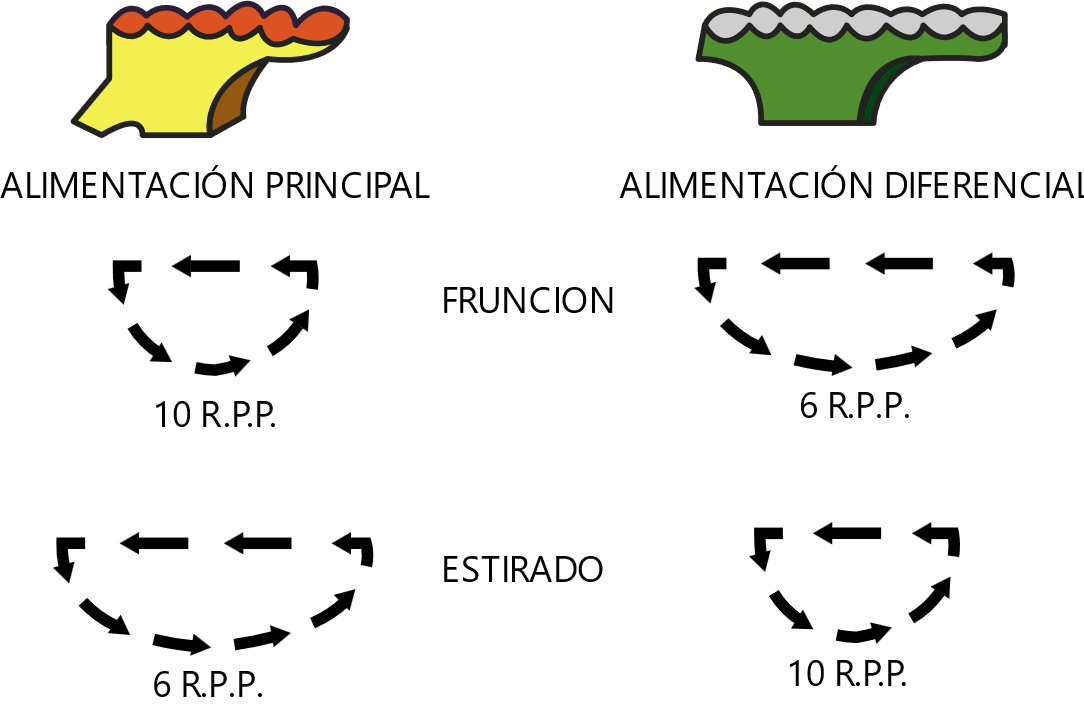 ALIMENTACIÓN PRINCIPAL
ALIMENTACIÓN DIFERENCIAL
FRUNCION
10 R.P.P.
6 R.P.P.
ESTIRADO
6 R.P.P.
10 R.P.P.